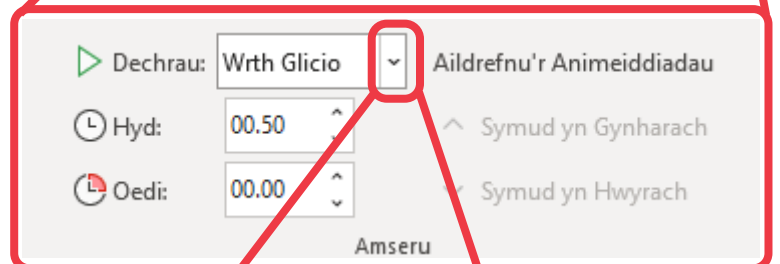 Dechrau: Wrth Glicio Aildrefnu'r Animeiddiadau
Hyd: 00.50 Symud yn Gynharach
Oedi: 00.00 Symud yn Hwyrach
Amseru